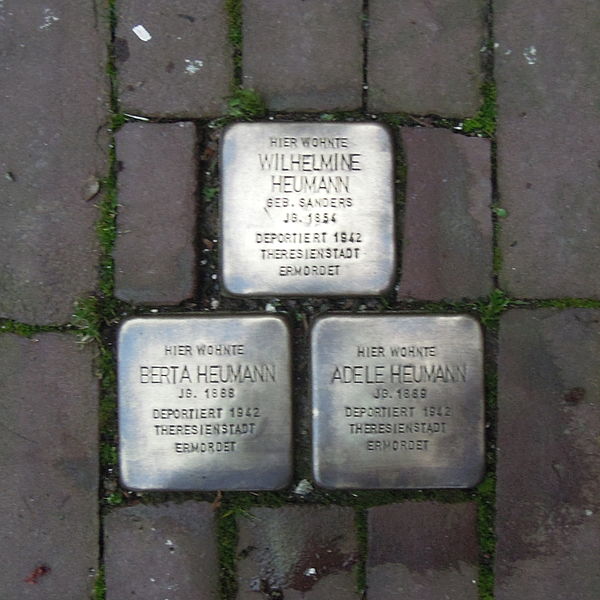 HIER WOHNTE
WILHELMINE
HEUMANN
GEB. SANDERS
JG. 1854
DEPORTIERT 1942
THERESIENSTADT
ERMORDET
HIER WOHNTE
BERTA HEUMANN
JG. 1888
DEPORTIERT 1942
THERESIENSTADT
ERMORDET
HIER WOHNTE
ADELE HEUMANN
JG. 1889
DEPORTIERT 1942
THERESIENSTADT
ERMORDET